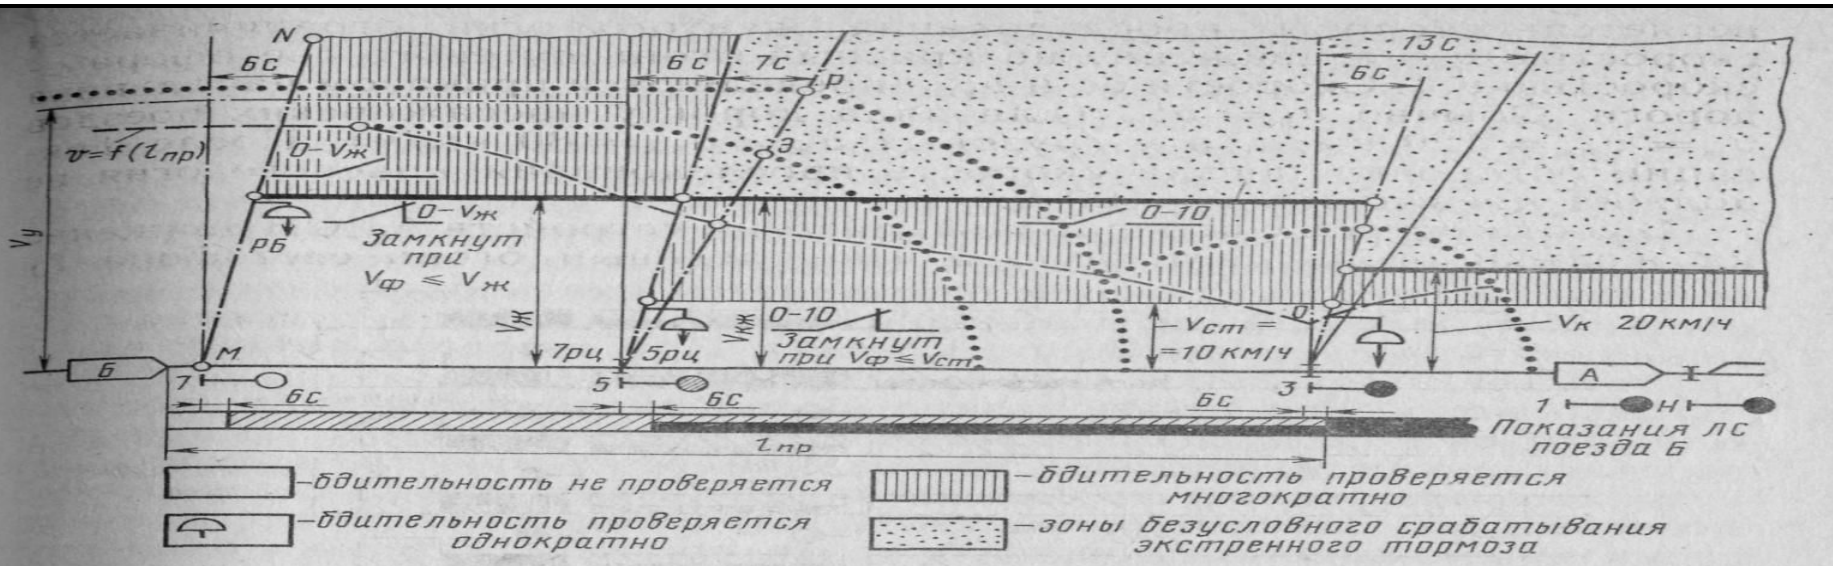 N
6с
6с
7с
13с
6с
Р
υ=f(lпр)
0-Vж
Э
Vу
РБ
0-Vж
Замкнут
при
Vф ≤ Vж
0-10
Vж
Vкж
0-10
Замкнут
при Vф≤Vст
Vст =
=10 км/ч
0
Vк 20 км/ч
Б
М
7рц
5рц
А
7
5
3
1
Н
6с
6с
6с
Показания ЛС
поезда Б
lпр
-бдительность не проверяется
-бдительность проверяется
однократно
-бдительность проверяется
многократно
-зоны безусловного срабатывания
экстренного тормоза